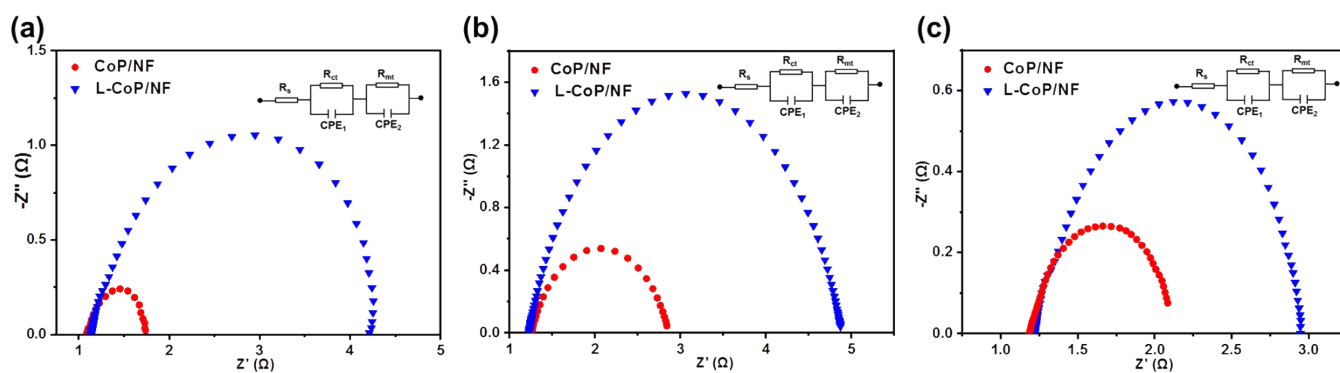 (a)
1.5
1.0
0.5
0.0
-Z'' (Ω)
CoP/NF
L-CoP/NF
Rs
Rct
Rmt
CPE1
CPE2
1
2
3
4
5
Z' (Ω)
(b)
1.6
1.2
0.8
0.4
0.0
-Z'' (Ω)
CoP/NF
L-CoP/NF
Rs
Rct
Rmt
CPE1
CPE2
1
2
3
4
5
Z' (Ω)
(c)
0.6
0.4
0.2
0.0
-Z'' (Ω)
CoP/NF
L-CoP/NF
Rs
Rct
Rmt
CPE1
CPE2
1.0
1.5
2.0
2.5
3.0
Z' (Ω)